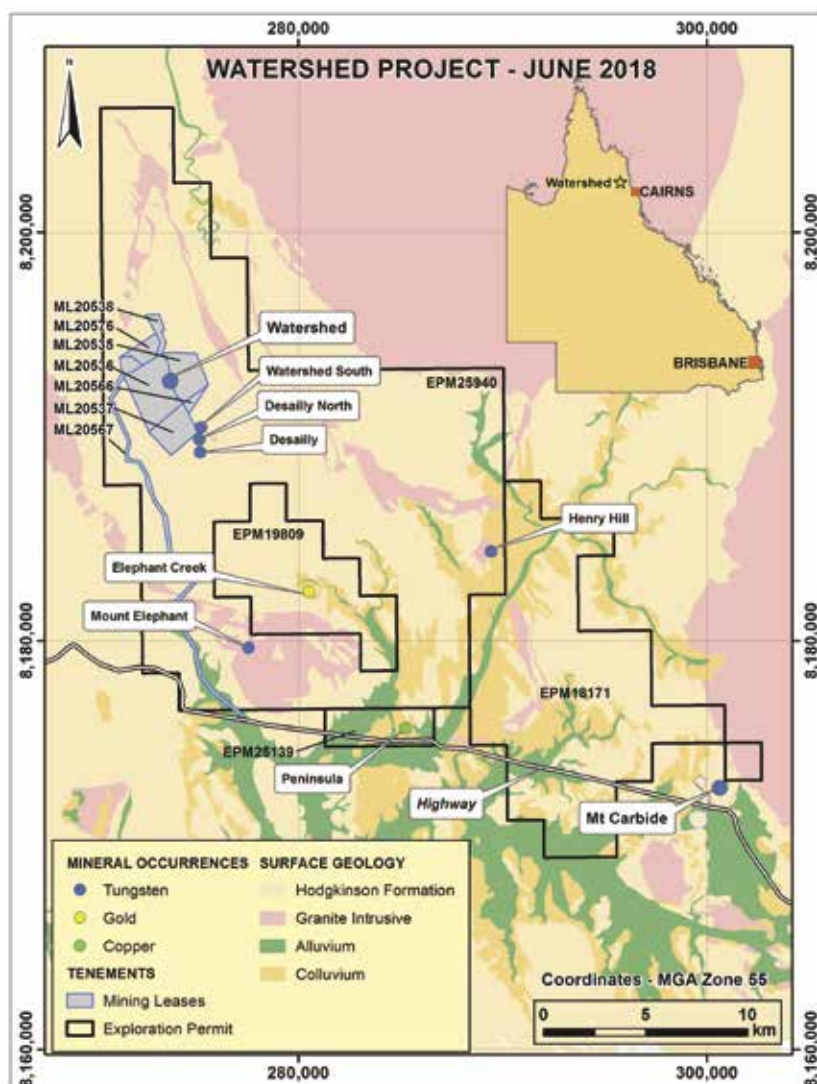 280,000
300,000
WATERSHED PROJECT - JUNE 2018
N
Watershed
CAIRNS
8,200,000
8,200,000
BRISBANE
ML20538
ML20576
ML20535
ML20536
ML20566
ML20537
ML20567
Watershed
Watershed South
Desailly North
Desailly
EPM25940
EPM19809
Henry Hill
Elephant Creek
Mount Elephant
8,180,000
8,180,000
EPM18171
EPM25139
Peninsula
Highway
Mt Carbide
MINERAL OCCURRENCES
Tungsten
Gold
Copper
TENEMENTS
Mining Leases
Exploration Permit
SURFACE GEOLOGY
Hodgkinson Formation
Granite Intrusive
Alluvium
Colluvium
Coordinates - MGA Zone 55
0 5 10
km
8,160,000
8,160,000
280,000
300,000